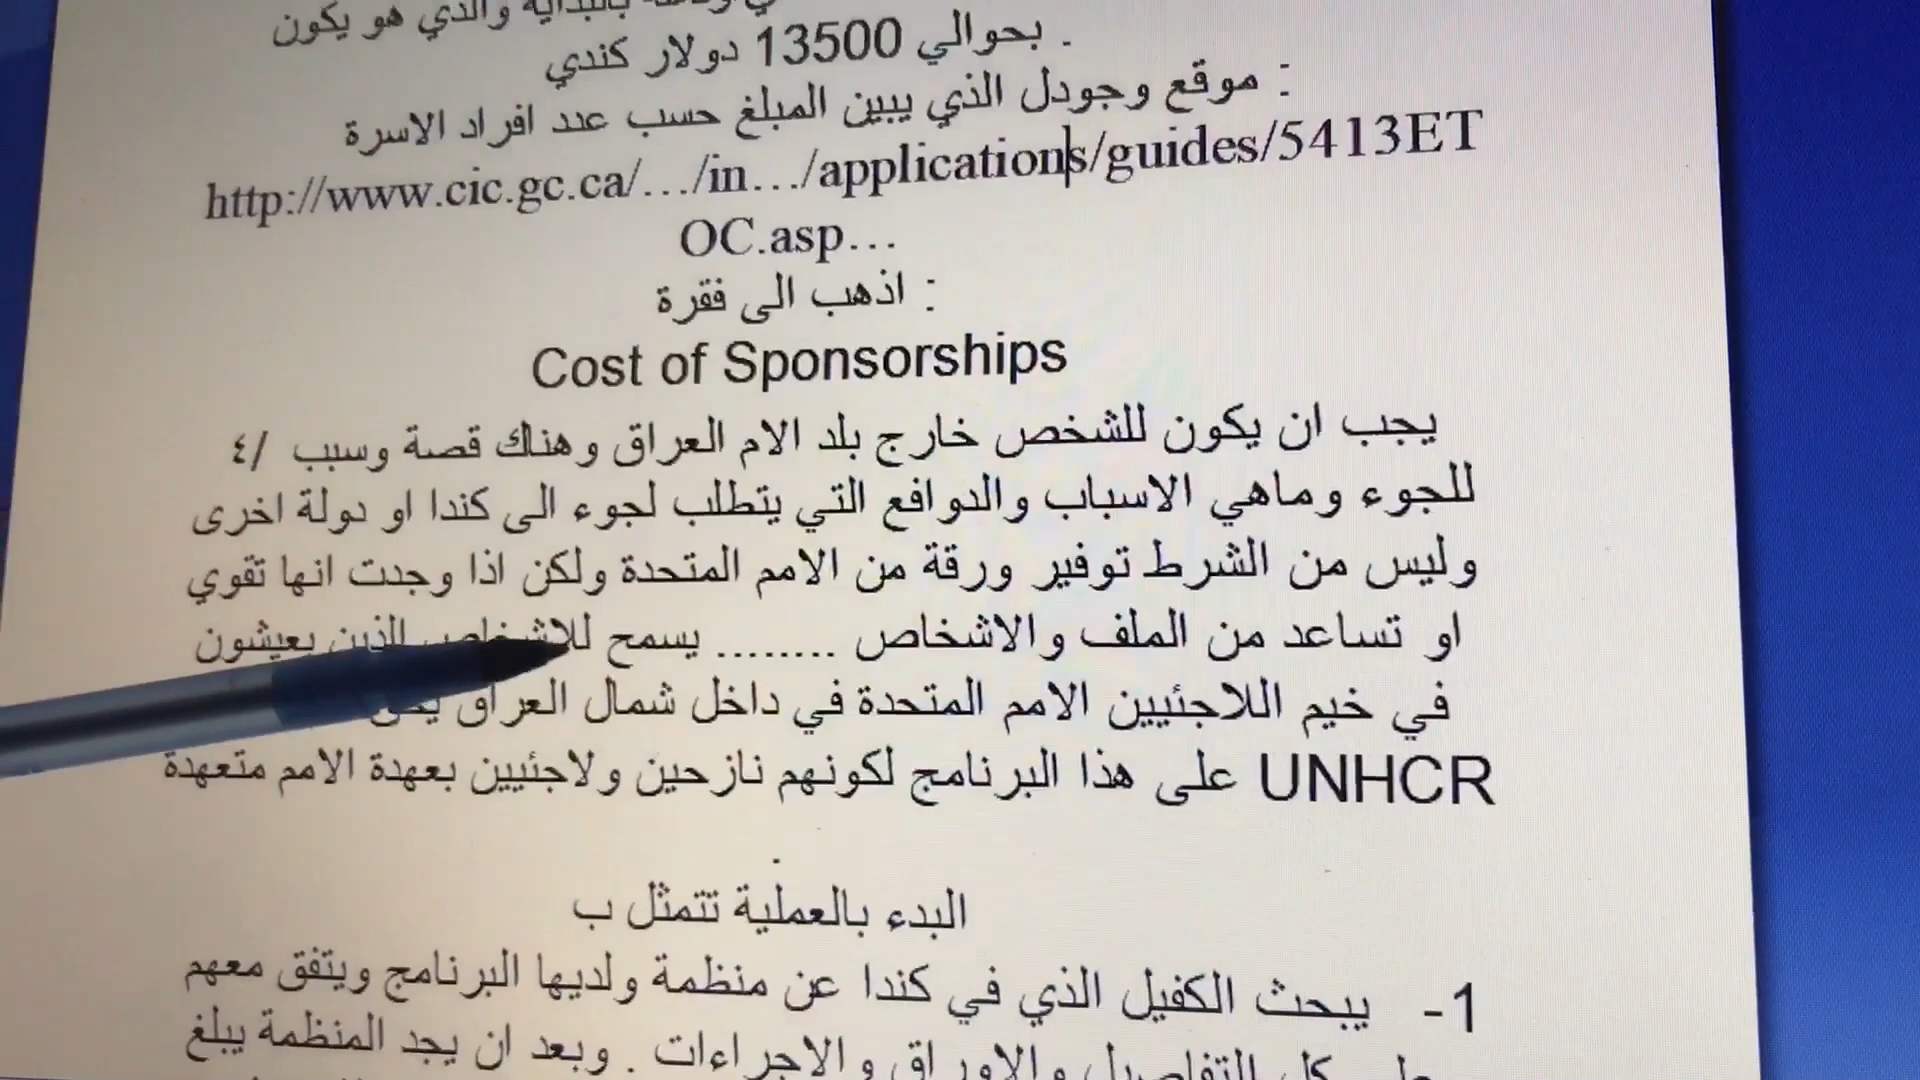 بالبداية والذي هو يكون
بحوالي 13500 دولار كندي .
موقع وجودل الذي يبين المبلغ حسب عدد افراد الاسرة :
http://www.cic.gc.ca/…/in…/applications/guides/5413ET
OC.asp…
اذهب الى فقرة :
Cost of Sponsorships
٤/ يجب ان يكون للشخص خارج بلد الام العراق وهناك قصة وسبب
للجوء وماهي الاسباب والدوافع التي يتطلب لجوء الى كندا او دولة اخرى
وليس من الشرط توفير ورقة من الامم المتحدة ولكن اذا وجدت انها تقوي
او تساعد من الملف والاشخاص ........ يسمح للاشخاص الذين يعيشون
في خيم اللاجئيين الامم المتحدة في داخل شمال العراق
UNHCR على هذا البرنامج لكونهم نازحين ولاجئيين بعهدة الامم متعهدة
.
البدء بالعملية تتمثل ب
1- يبحث الكفيل الذي في كندا عن منظمة ولديها البرنامج ويتفق معهم
كل التفاصيل والاوراق والاجراءات . وبعد ان يجد المنظمة يبلغ